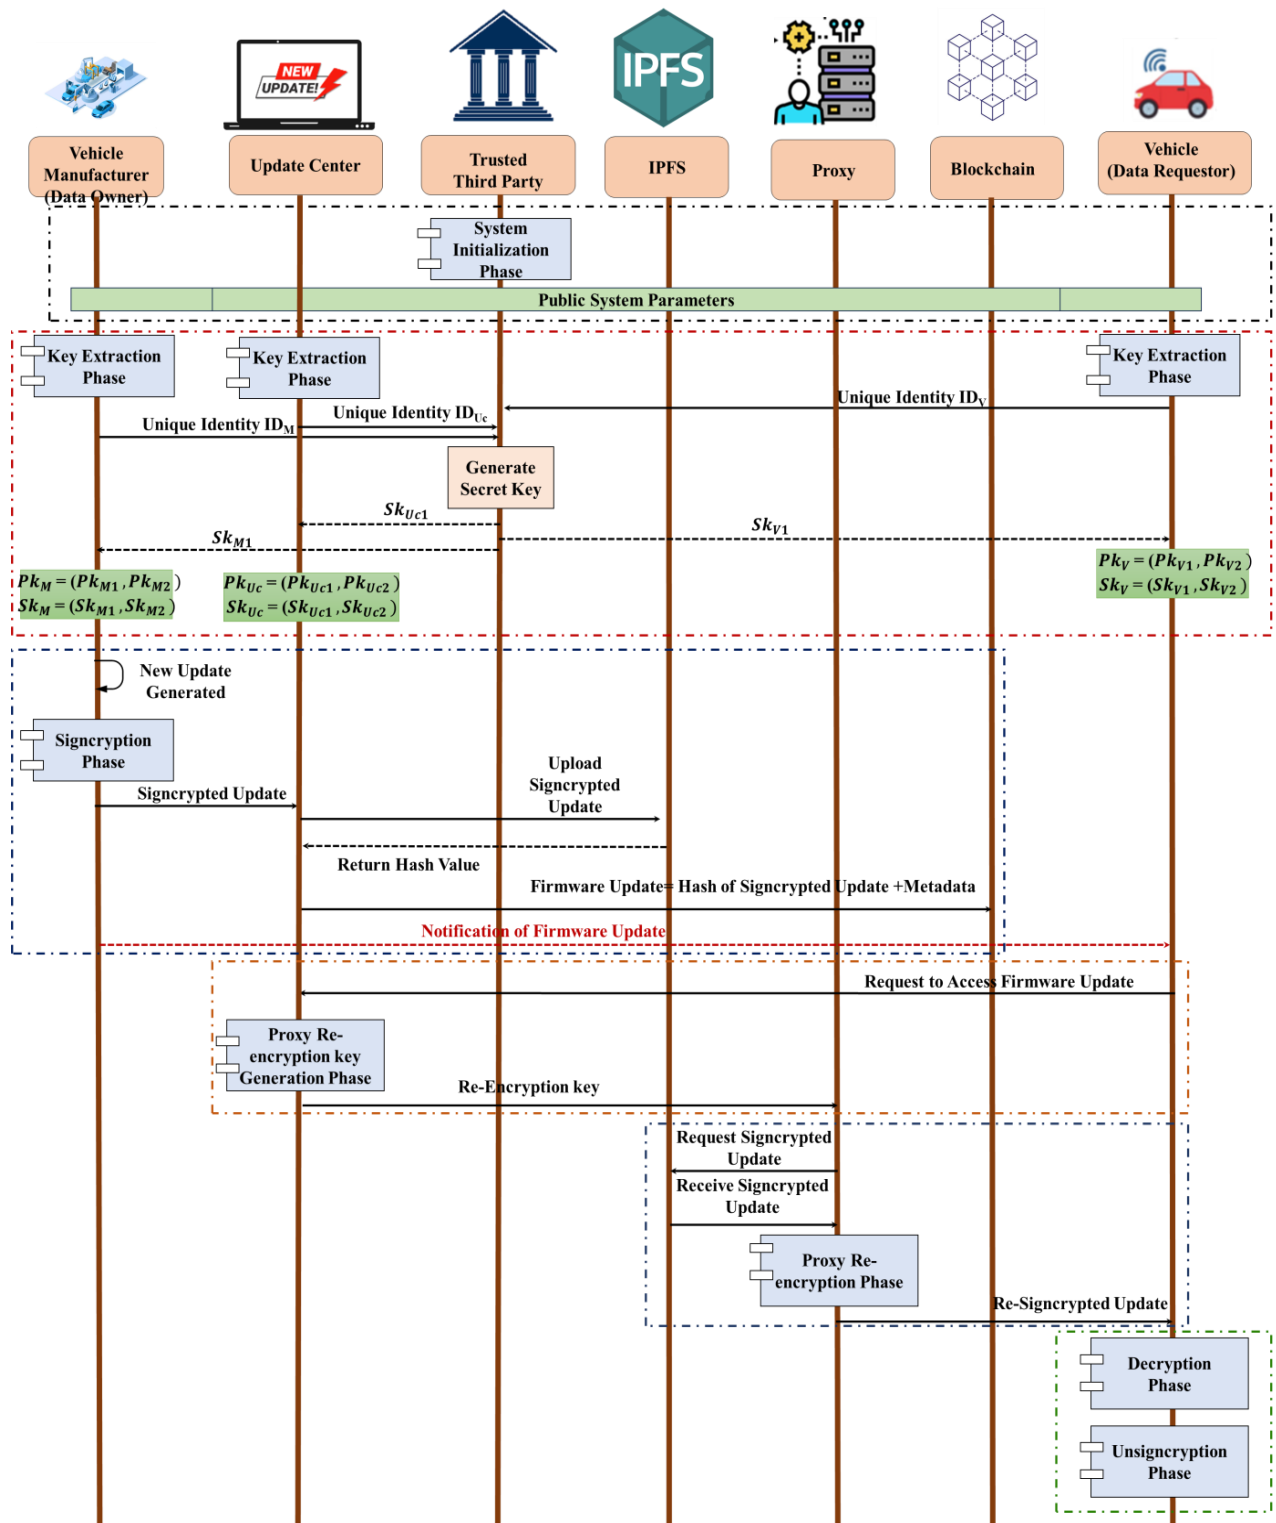 NEW
UPDATE!
IPFS
Vehicle
Manufacturer
(Data Owner)
Update Center
Trusted
Third Party
IPFS
Proxy
Blockchain
Vehicle
(Data Requestor)
System
Initialization
Phase
Public System Parameters
Key Extraction
Phase
Key Extraction
Phase
Key Extraction
Phase
Unique Identity ID_V
Unique Identity ID_Uc
Unique Identity ID_M
Generate
Secret Key
Sk_Uc1
Sk_V1
Sk_M1
Pk_M = (Pk_M1, Pk_M2)
Sk_M = (Sk_M1, Sk_M2)
Pk_Uc = (Pk_Uc1, Pk_Uc2)
Sk_Uc = (Sk_Uc1, Sk_Uc2)
Pk_V = (Pk_V1, Pk_V2)
Sk_V = (Sk_V1, Sk_V2)
New Update
Generated
Signcryption
Phase
Signcrypted Update
Upload
Signcrypted
Update
Return Hash Value
Firmware Update= Hash of Signcrypted Update +Metadata
Notification of Firmware Update
Request to Access Firmware Update
Proxy Re-
encryption key
Generation Phase
Re-Encryption key
Request Signcrypted
Update
Receive Signcrypted
Update
Proxy Re-
encryption Phase
Re-Signcrypted Update
Decryption
Phase
Unsigncryption
Phase